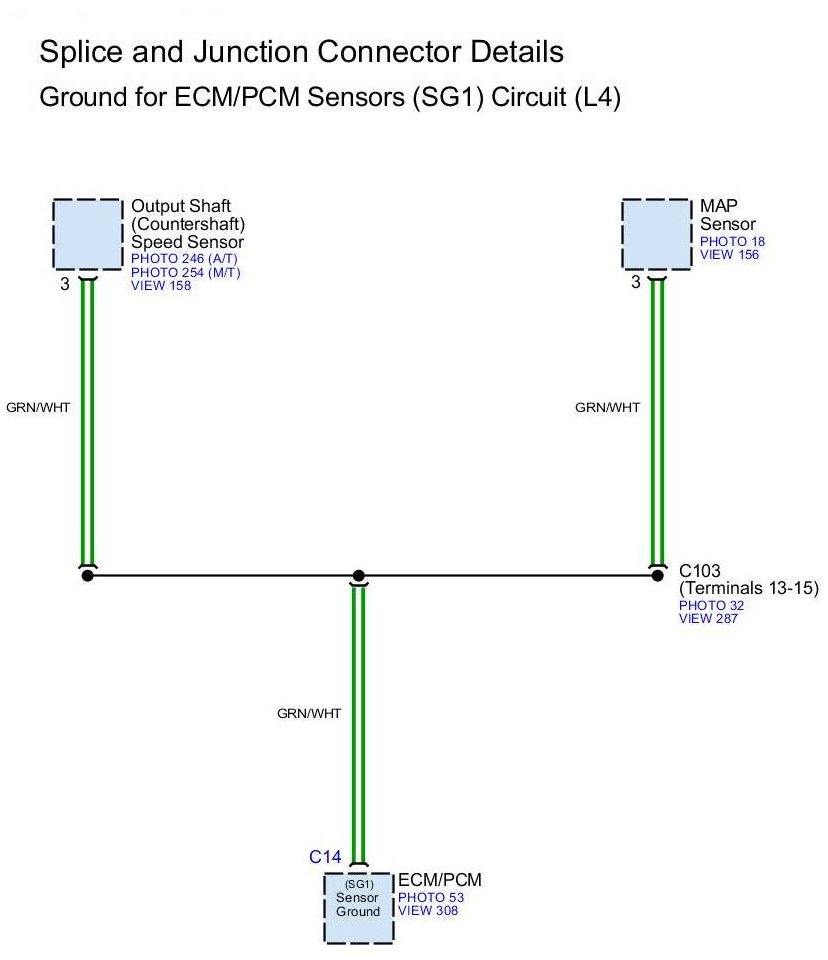 Splice and Junction Connector Details
Ground for ECM/PCM Sensors (SG1) Circuit (L4)
Output Shaft
(Countershaft)
Speed Sensor
PHOTO 246 (A/T)
PHOTO 254 (M/T)
VIEW 158
3
MAP
Sensor
PHOTO 18
VIEW 156
3
GRN/WHT
GRN/WHT
C103
(Terminals 13-15)
PHOTO 32
VIEW 287
GRN/WHT
C14
(SG1)
Sensor
Ground
ECM/PCM
PHOTO 53
VIEW 308